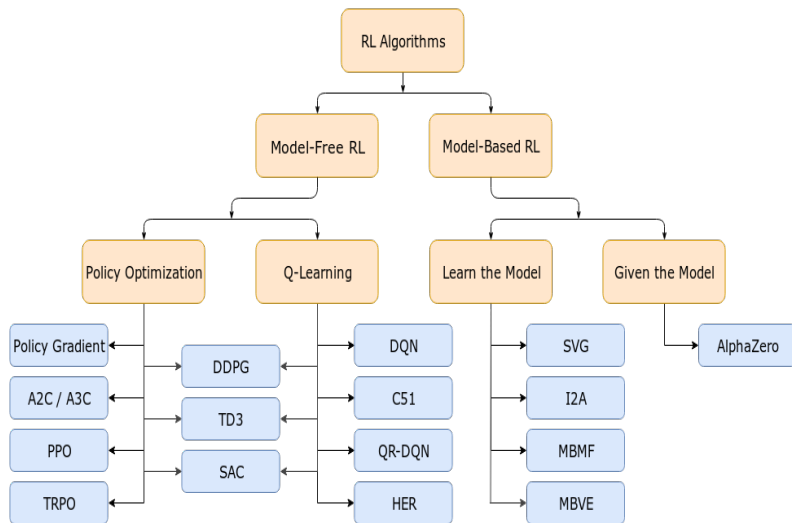 RL Algorithms
Model-Free RL
Model-Based RL
Policy Optimization
Q-Learning
Learn the Model
Given the Model
Policy Gradient
DDPG
DQN
SVG
AlphaZero
A2C / A3C
TD3
C51
I2A
PPO
SAC
QR-DQN
MBMF
TRPO
HER
MBVE